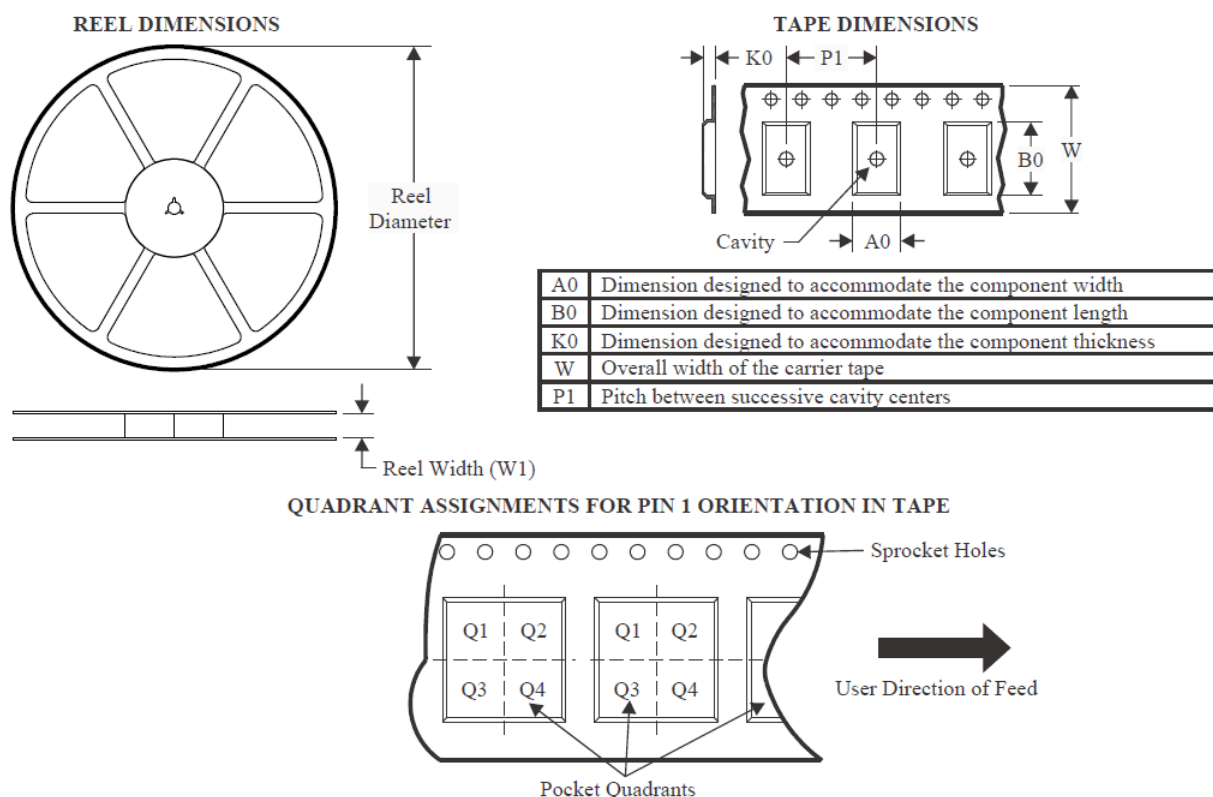 REEL DIMENSIONS
Reel
Diameter
Reel Width (W1)
TAPE DIMENSIONS
K0
P1
B0
W
Cavity
A0
A0 Dimension designed to accommodate the component width
B0 Dimension designed to accommodate the component length
K0 Dimension designed to accommodate the component thickness
W Overall width of the carrier tape
P1 Pitch between successive cavity centers
QUADRANT ASSIGNMENTS FOR PIN 1 ORIENTATION IN TAPE
Sprocket Holes
Q1 Q2 Q1 Q2
Q3 Q4 Q3 Q4
User Direction of Feed
Pocket Quadrants